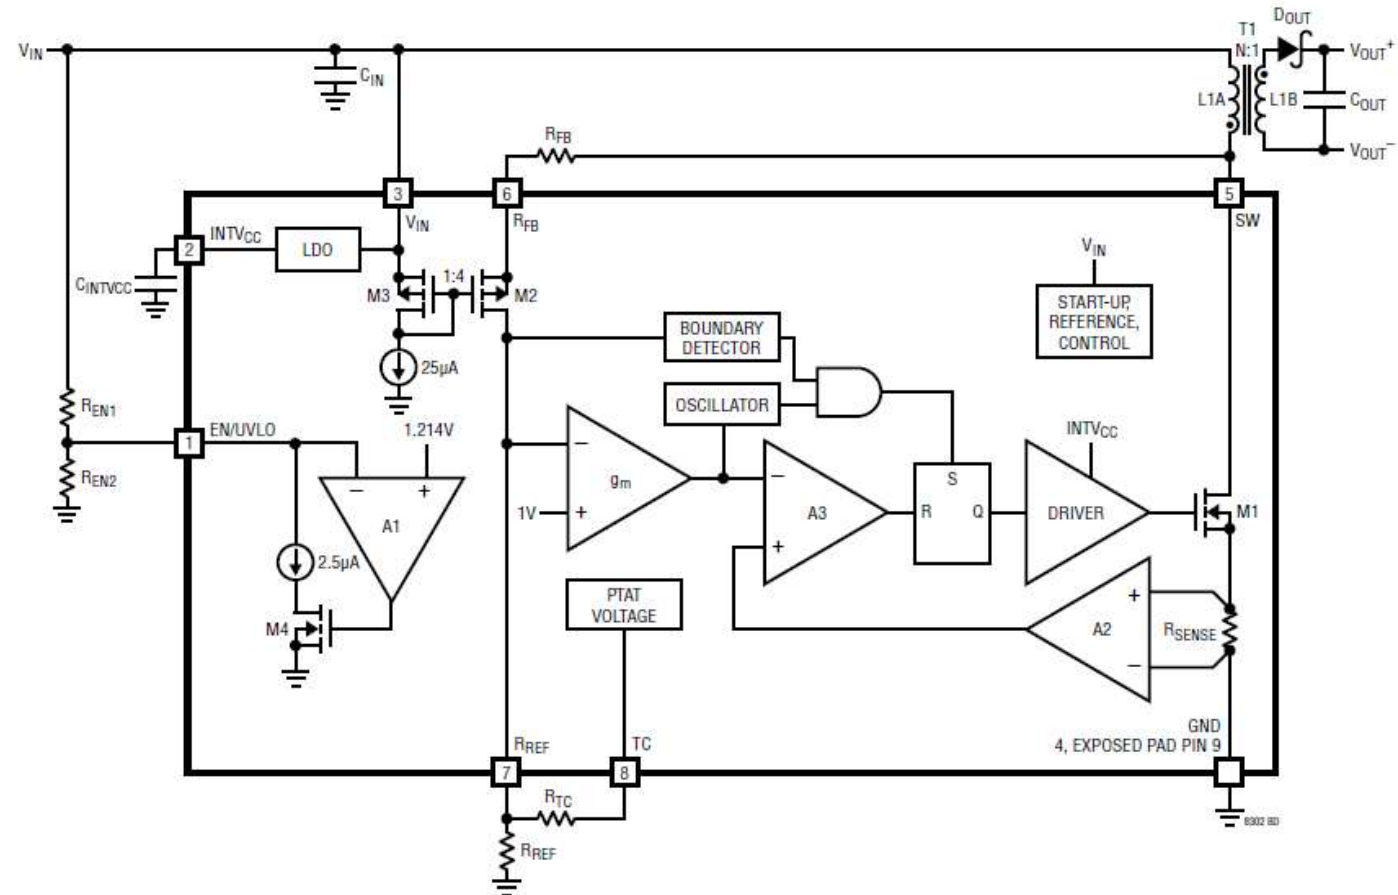 DOUT
T1
VIN
N:1
VOUT+
CIN
L1A
L1B
COUT
RFB
VOUT−
3
6
5
VIN
RFB
SW
2
INTVCC
LDO
VIN
1:4
CINTVCC
M3
M2
START-UP,
REFERENCE,
CONTROL
BOUNDARY
DETECTOR
25µA
OSCILLATOR
REN1
1
EN/UVLO
1.214V
INTVCC
REN2
−
+
A1
−
gm
1V
+
−
A3
+
S
R
Q
DRIVER
M1
2.5µA
PTAT
VOLTAGE
M4
+
A2
RSENSE
−
GND
4, EXPOSED PAD PIN 9
RREF
TC
7
8
RTC
RREF
8302 BD